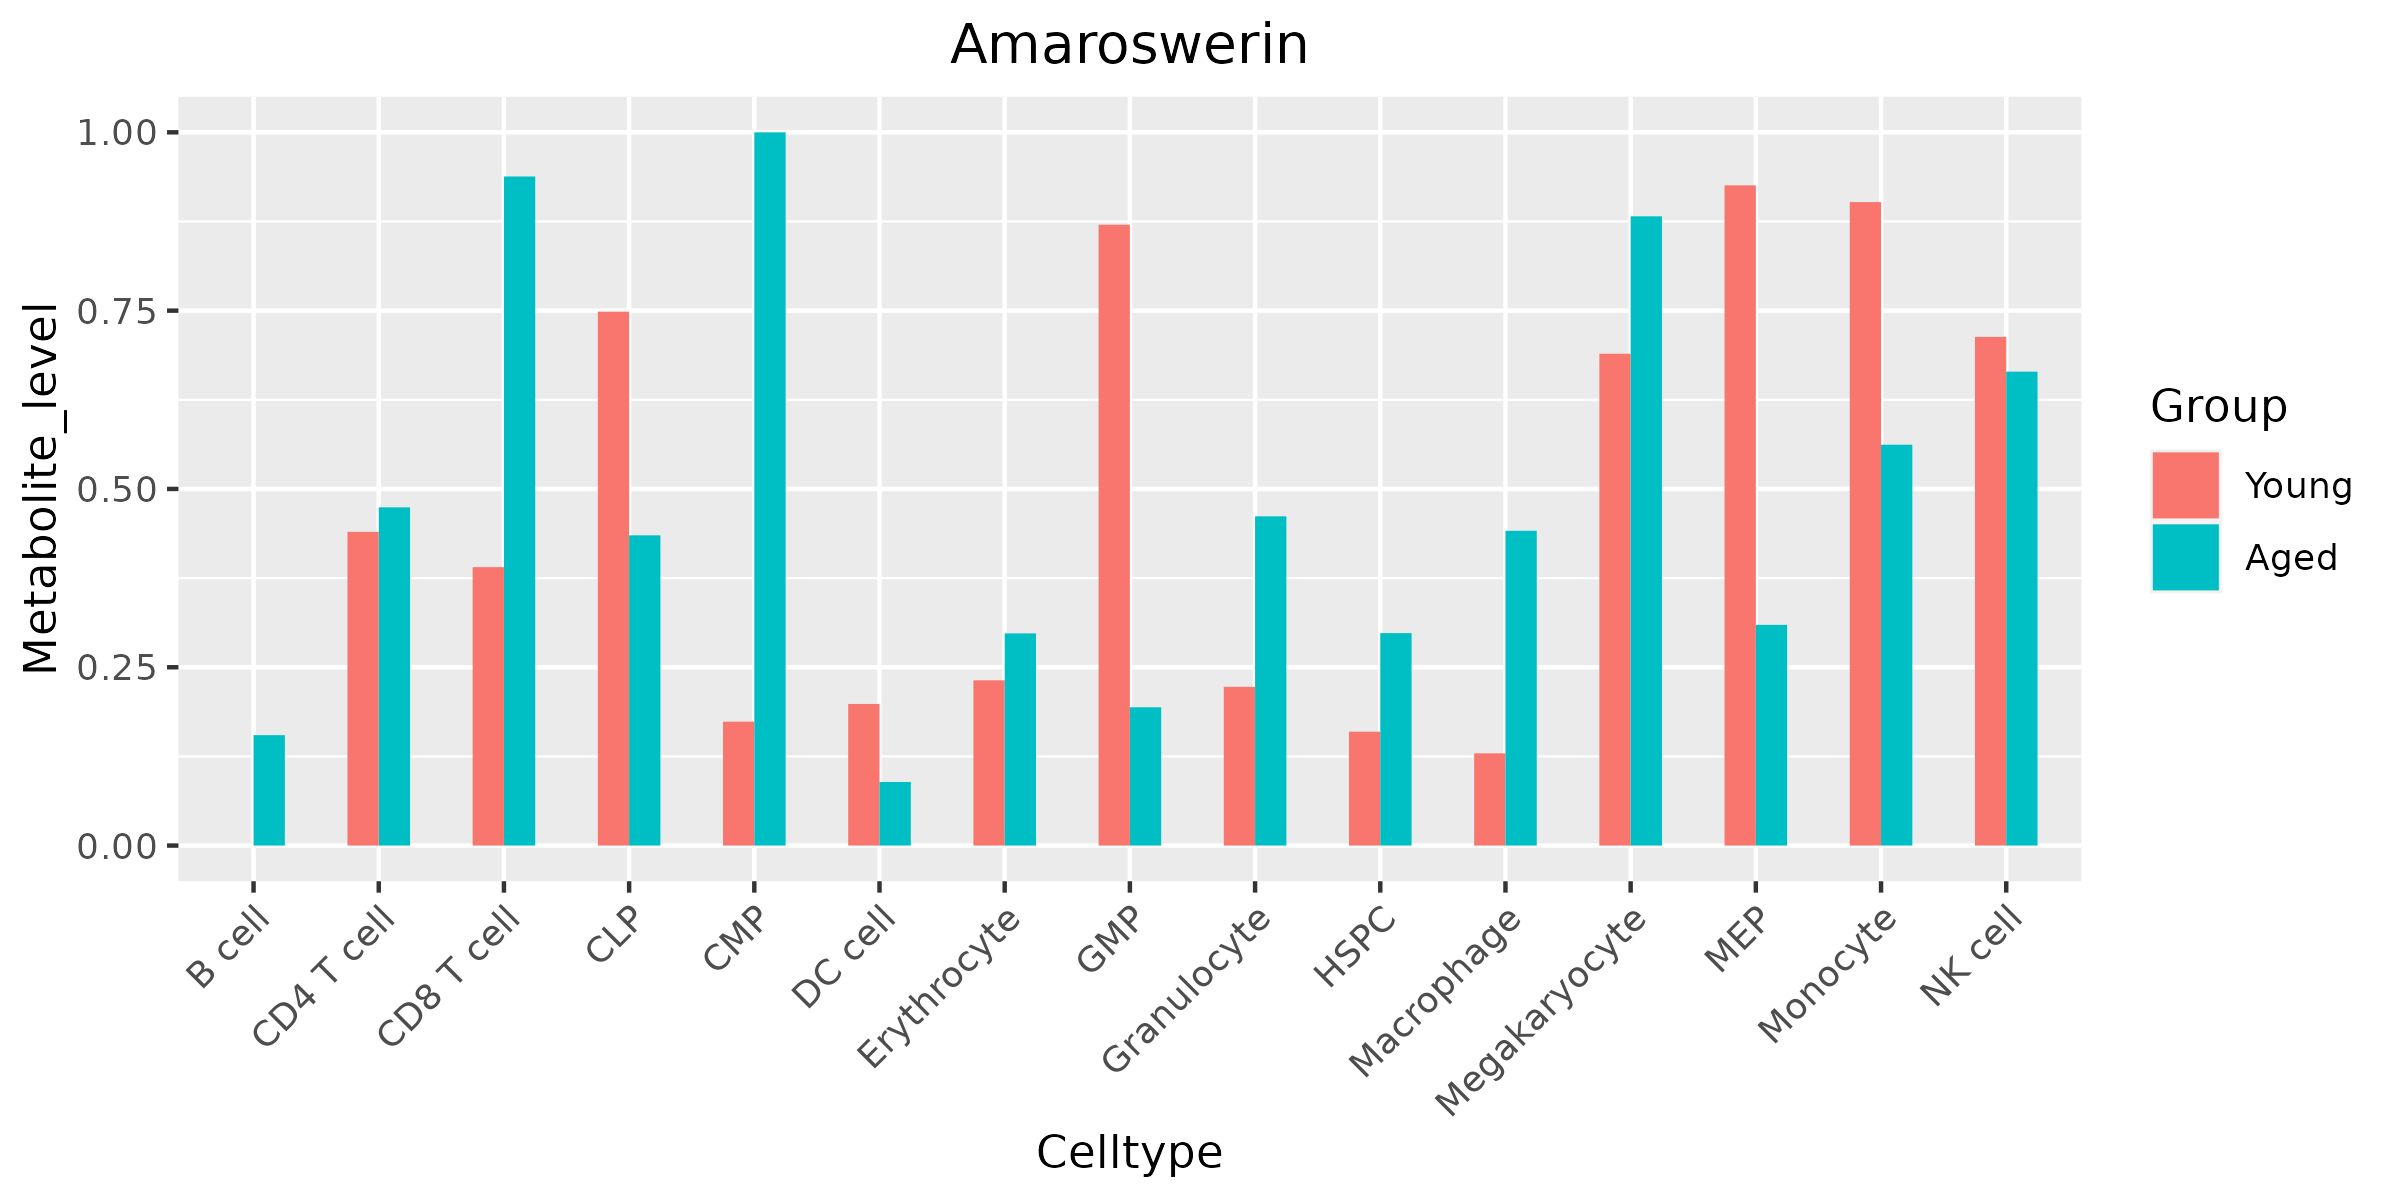 Amaroswerin
Metabolite_level
1.00
0.75
0.50
0.25
0.00
B cell
CD4 T cell
CD8 T cell
CLP
CMP
DC cell
Erythrocyte
GMP
Granulocyte
HSPC
Macrophage
Megakaryocyte
MEP
Monocyte
NK cell
Celltype
Group
Young
Aged